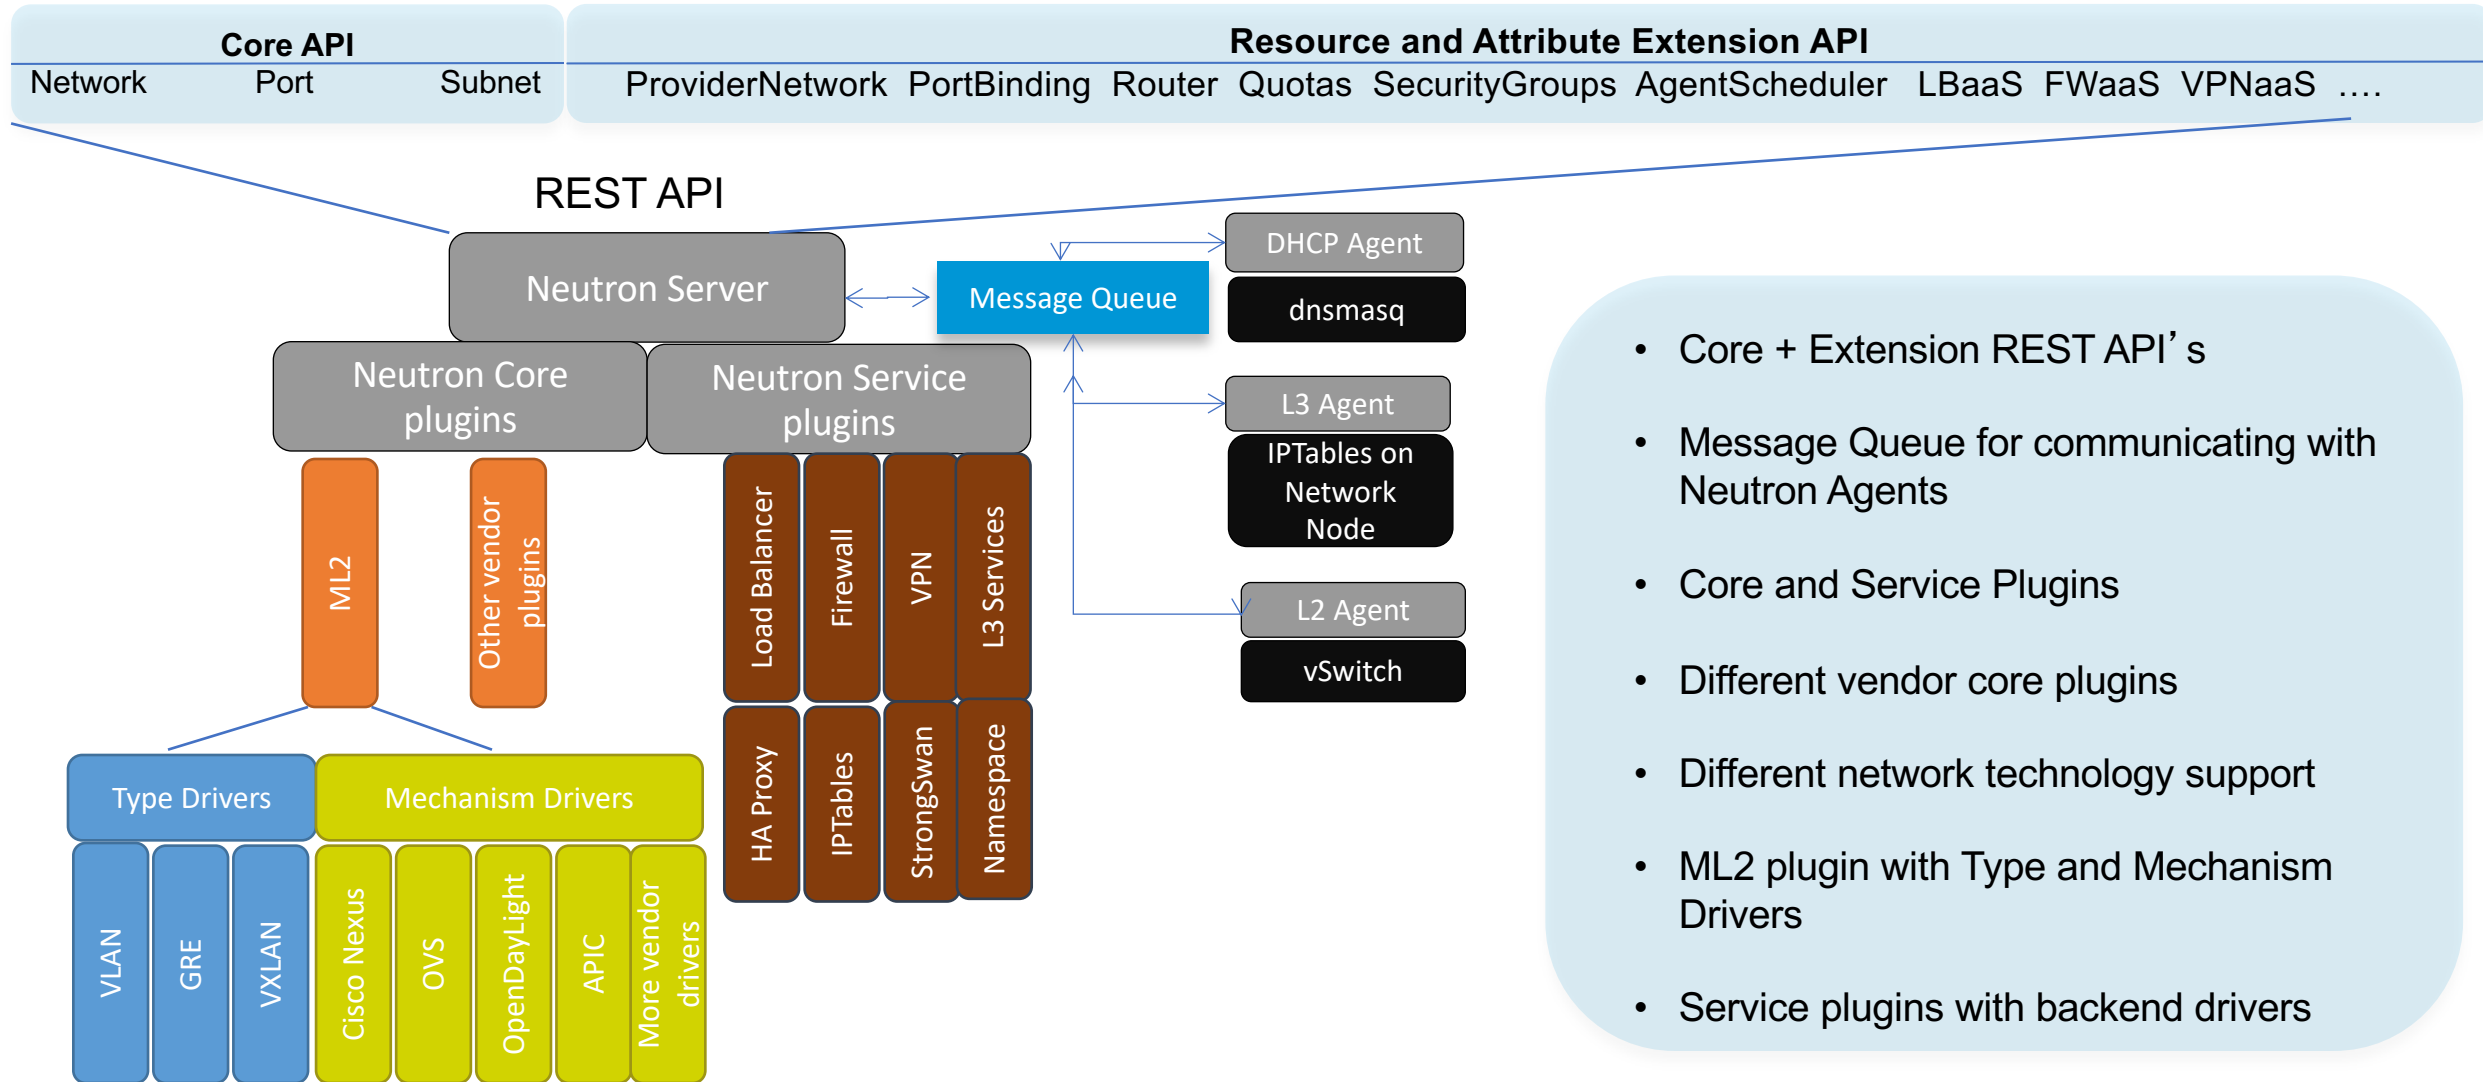 Core API
Network Port Subnet
Resource and Attribute Extension API
ProviderNetwork PortBinding Router Quotas SecurityGroups AgentScheduler LBaaS FWaaS VPNaaS ....
REST API
Neutron Server
Message Queue
DHCP Agent
dnsmasq
Neutron Core
plugins
Neutron Service
plugins
L3 Agent
IPTables on
Network
Node
L2 Agent
vSwitch
ML2
Other vendor
plugins
Load Balancer
Firewall
VPN
L3 Services
HA Proxy
IPTables
StrongSwan
Namespace
Type Drivers
Mechanism Drivers
VLAN
GRE
VXLAN
Cisco Nexus
OVS
OpenDayLight
APIC
More vendor
drivers
• Core + Extension REST API’s
• Message Queue for communicating with
Neutron Agents
• Core and Service Plugins
• Different vendor core plugins
• Different network technology support
• ML2 plugin with Type and Mechanism
Drivers
• Service plugins with backend drivers